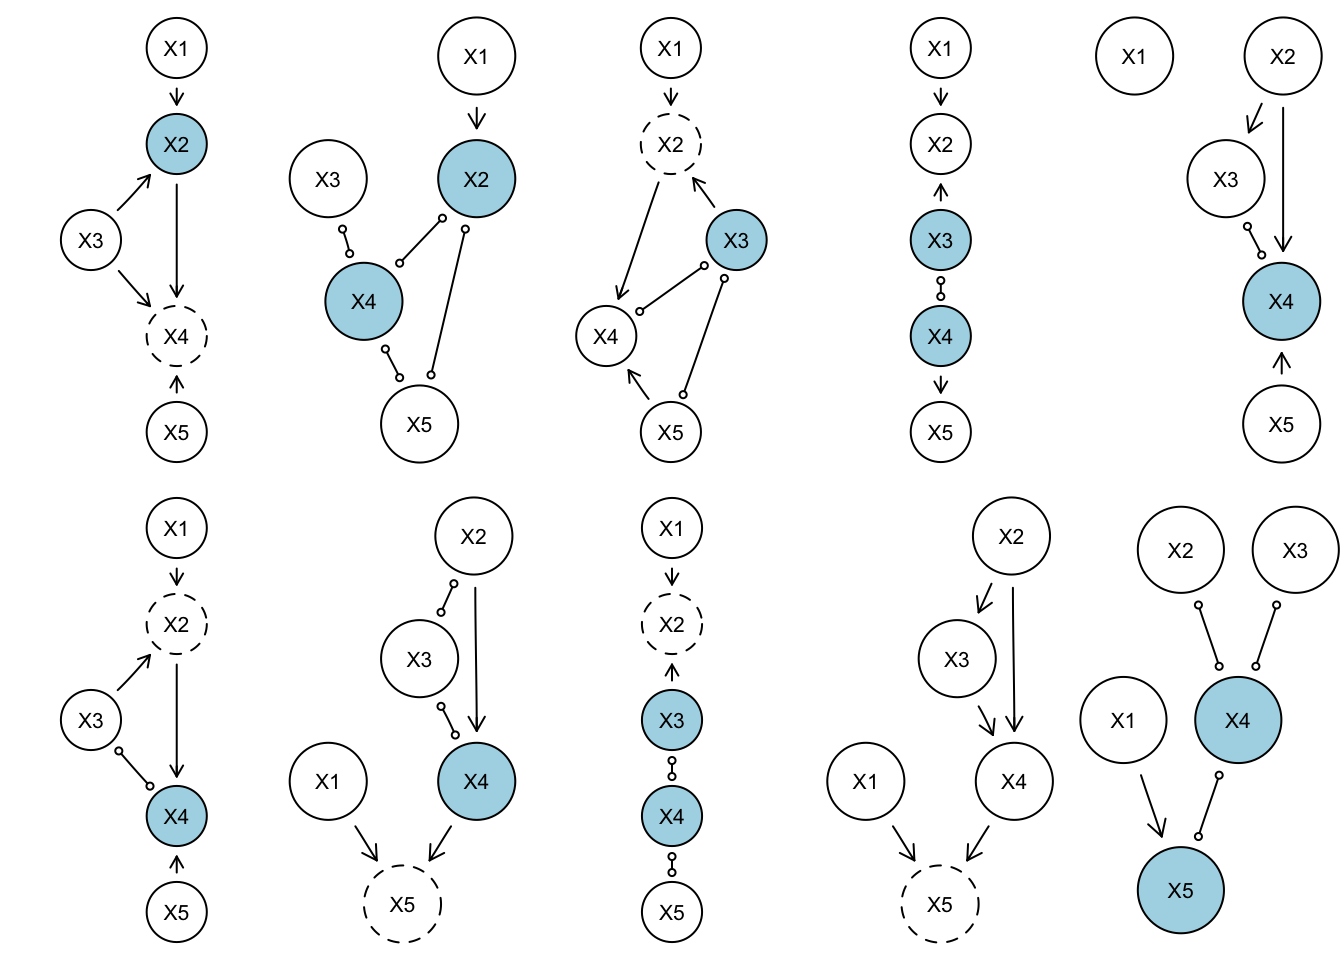 X1 X1 X1 X1 X1 X2
X2 X2
X2 X3 X2 X3
X3 X3 X3
X4 X4 X4
X4 X4
X5 X5 X5 X5 X5
X1 X2 X1 X2 X2 X3
X2 X2
X3 X3 X3 X3 X1 X4
X4 X1 X4 X4 X1 X4
X5 X5 X5 X5 X5